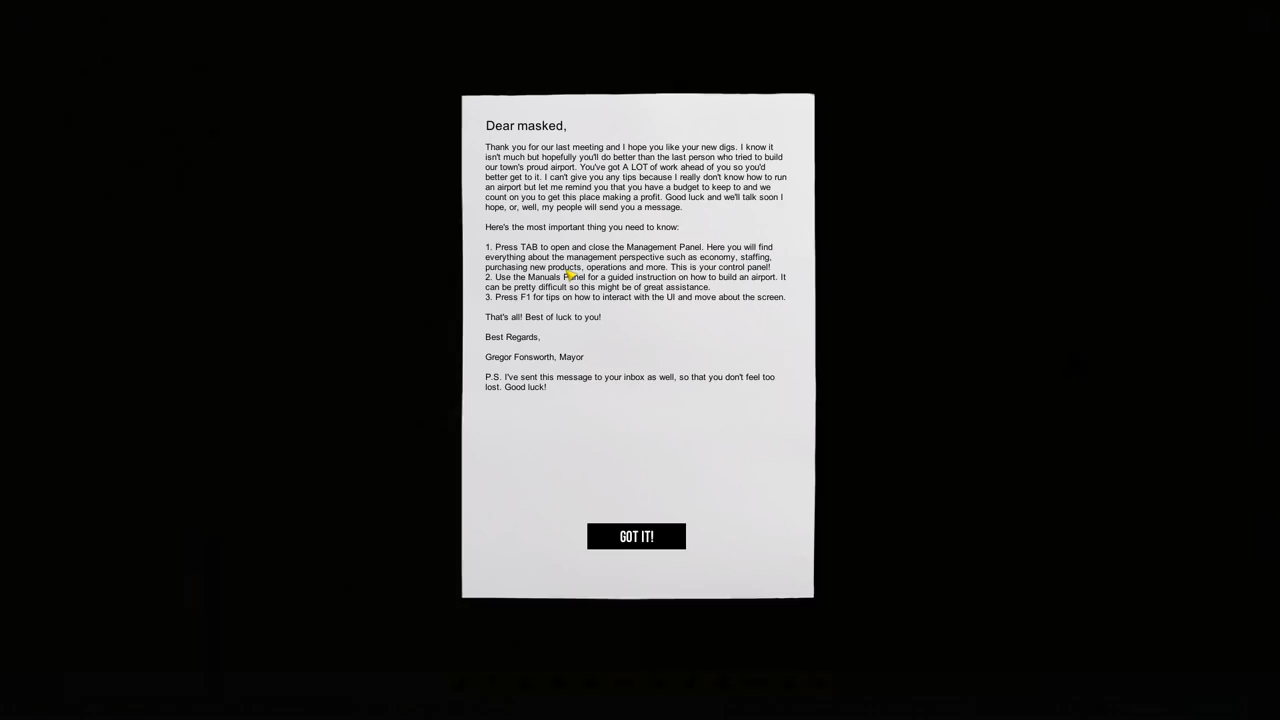 Dear masked,
Thank you for our last meeting and I hope you like your new digs. I know it
isn't much but hopefully you'll do better than the last person who tried to build
our town's proud airport. You've got A LOT of work ahead of you so you'd
better get to it. I can't give you any tips because I really don't know how to run
an airport but let me remind you that you have a budget to keep to and we
count on you to get this place making a profit. Good luck and we'll talk soon I
hope, or, well, my people will send you a message.
Here's the most important thing you need to know:
1. Press TAB to open and close the Management Panel. Here you will find
everything about the management perspective such as economy, staffing,
purchasing new products, operations and more. This is your control panel!
2. Use the Manuals Panel for a guided instruction on how to build an airport. It
can be pretty difficult so this might be of great assistance.
3. Press F1 for tips on how to interact with the UI and move about the screen.
That's all! Best of luck to you!
Best Regards,
Gregor Fonsworth, Mayor
P.S. I've sent this message to your inbox as well, so that you don't feel too
lost. Good luck!
GOT IT!